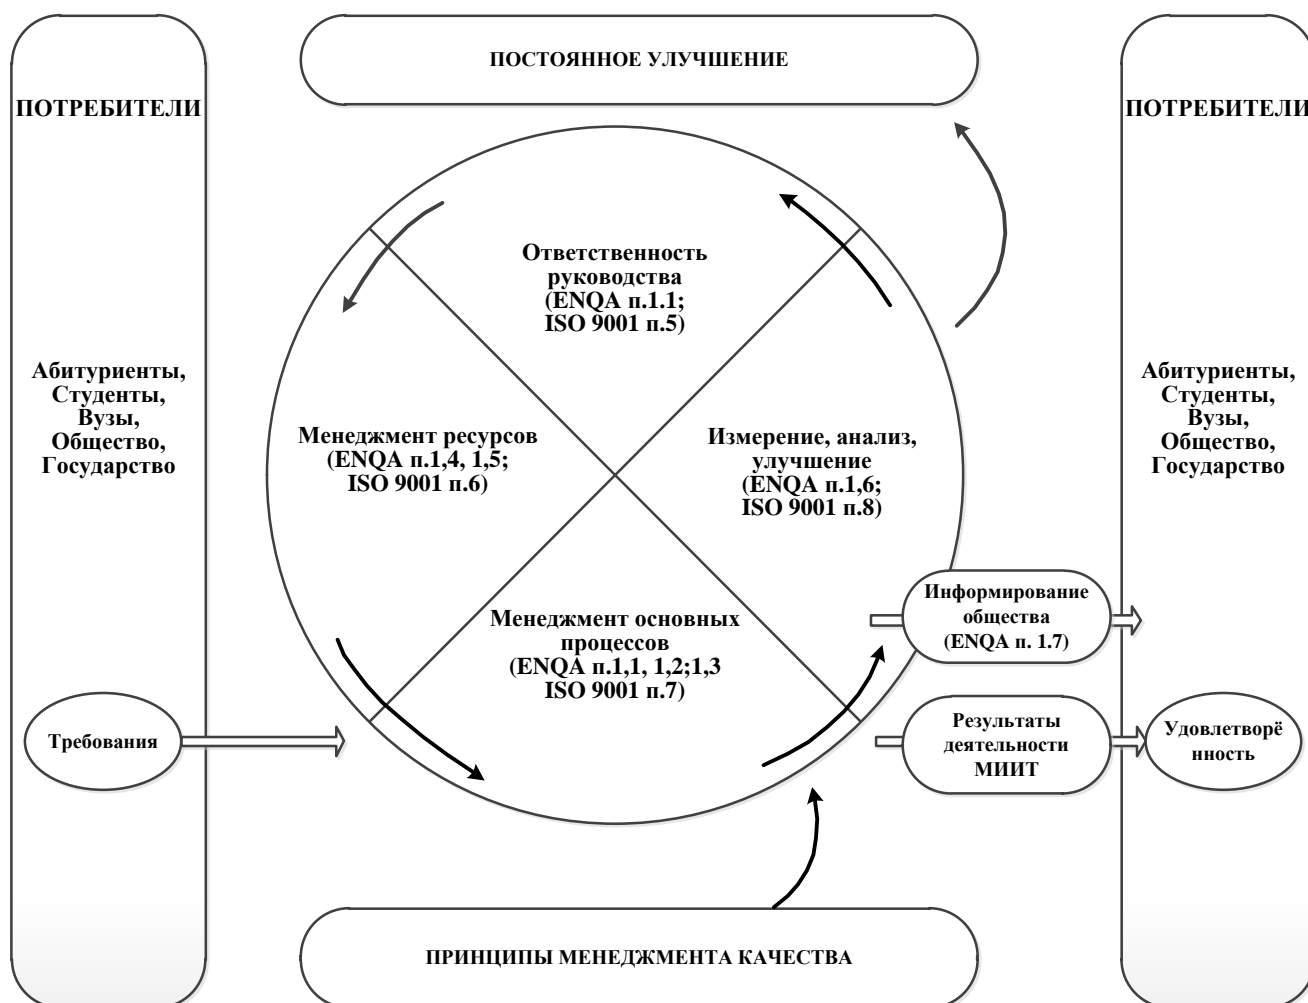 ПОСТОЯННОЕ УЛУЧШЕНИЕ
ПОТРЕБИТЕЛИ
Абитуриенты,
Студенты,
Вузы,
Общество,
Государство
Требования
Ответственность
руководства
(ENQA п.1.1;
ISO 9001 п.5)
Менеджмент ресурсов
(ENQA п.1,4, 1,5;
ISO 9001 п.6)
Измерение, анализ,
улучшение
(ENQA п.1,6;
ISO 9001 п.8)
Менеджмент основных
процессов
(ENQA п.1,1, 1,2;1,3
ISO 9001 п.7)
Информирование
общества
(ENQA п. 1.7)
Результаты
деятельности
МИИТ
ПОТРЕБИТЕЛИ
Абитуриенты,
Студенты,
Вузы,
Общество,
Государство
Удовлетворё
нность
ПРИНЦИПЫ МЕНЕДЖМЕНТА КАЧЕСТВА